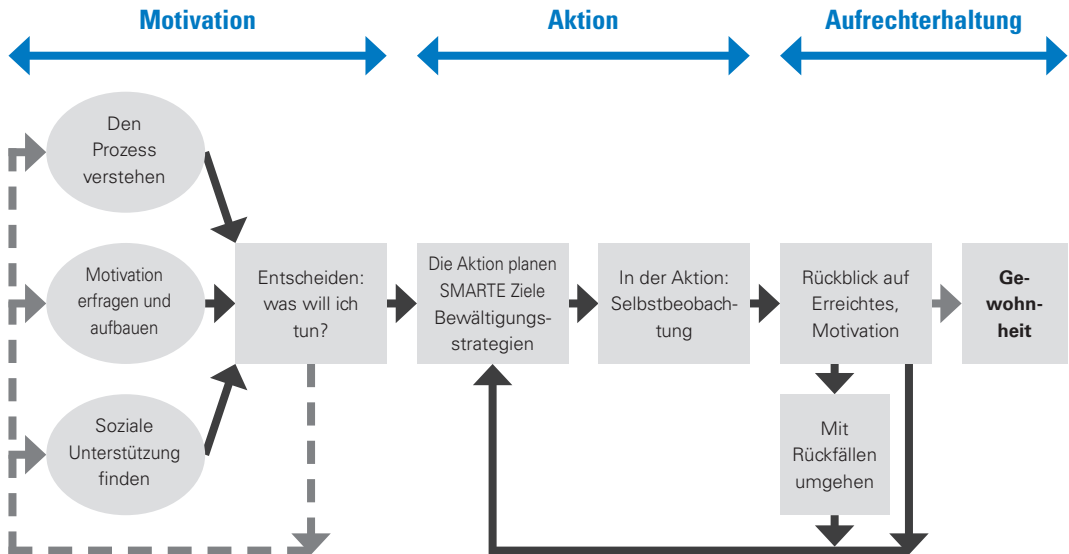 Motivation
Aktion
Aufrechterhaltung
Den
Prozess
verstehen
Motivation
erfragen und
aufbauen
Soziale
Unterstützung
finden
Entscheiden:
was will ich
tun?
Die Aktion planen
SMARTE Ziele
Bewältigungs-
strategien
In der Aktion:
Selbstbeobach-
tung
Rückblick auf
Erreichtes,
Motivation
Mit
Rückfällen
umgehen
Ge-
wohn-
heit